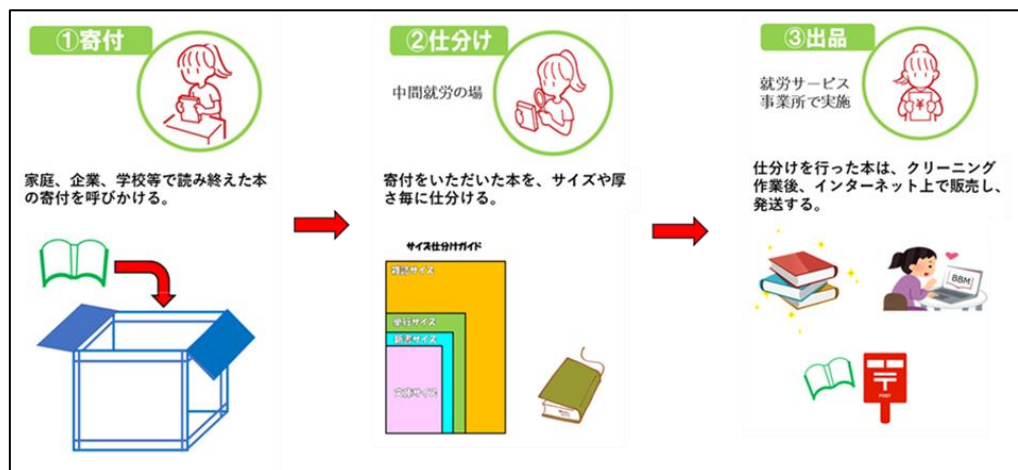 ①寄付
家庭、企業、学校等で読み終えた本
の寄付を呼びかける。
②仕分け
中間就労の場
寄付をいただいた本を、サイズや厚
さ毎に仕分ける。
サイズ仕分けガイド
雑誌サイズ
単行サイズ
新書サイズ
文庫サイズ
③出品
¥
就労サービス
事業所で実施
仕分けを行った本は、クリーニング
作業後、インターネット上で販売し、
発送する。
BBM
〒
POST